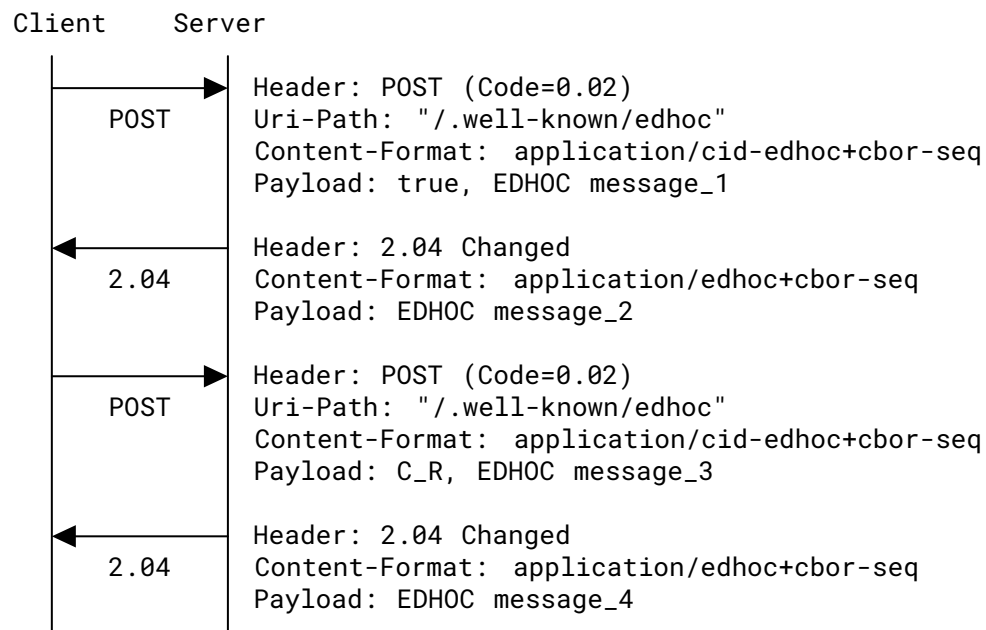 Client Server
Header: POST (Code=0.02)
POST Uri-Path: "/.well-known/edhoc"
Content-Format: application/cid-edhoc+cbor-seq
Payload: true, EDHOC message_1
Header: 2.04 Changed
2.04 Content-Format: application/edhoc+cbor-seq
Payload: EDHOC message_2
Header: POST (Code=0.02)
POST Uri-Path: "/.well-known/edhoc"
Content-Format: application/cid-edhoc+cbor-seq
Payload: C_R, EDHOC message_3
Header: 2.04 Changed
2.04 Content-Format: application/edhoc+cbor-seq
Payload: EDHOC message_4